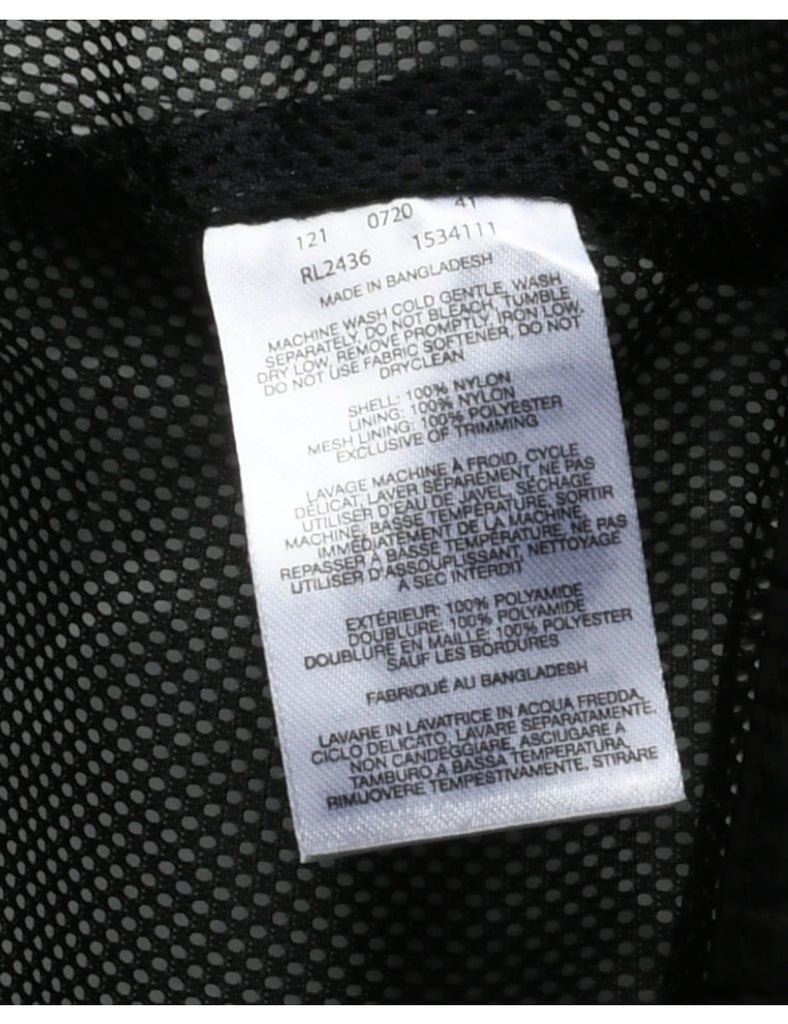 121 0720 41
RL2436 1534111
MADE IN BANGLADESH
MACHINE WASH COLD GENTLE, WASH
SEPARATELY, DO NOT BLEACH, TUMBLE
DRY LOW, REMOVE PROMPTLY, IRON LOW,
DO NOT USE FABRIC SOFTENER, DO NOT
DRYCLEAN
SHELL: 100% NYLON
LINING: 100% NYLON
MESH LINING: 100% POLYESTER
EXCLUSIVE OF TRIMMING
LAVAGE MACHINE À FROID, CYCLE
DÉLICAT, LAVER SÉPARÉMENT, NE PAS
UTILISER D'EAU DE JAVEL, SÉCHAGE
MACHINE, BASSE TEMPÉRATURE, SORTIR
IMMÉDIATEMENT DE LA MACHINE,
REPASSER À BASSE TEMPÉRATURE, NE PAS
UTILISER D'ASSOUPLISSANT, NETTOYAGE
À SEC INTERDIT
EXTÉRIEUR: 100% POLYAMIDE
DOUBLURE: 100% POLYAMIDE
DOUBLURE EN MAILLE: 100% POLYESTER
SAUF LES BORDURES
FABRIQUÉ AU BANGLADESH
LAVARE IN LAVATRICE IN ACQUA FREDDA,
CICLO DELICATO, LAVARE SEPARATAMENTE,
NON CANDEGGIARE, ASCIUGARE A
TAMBURO A BASSA TEMPERATURA,
RIMUOVERE TEMPESTIVAMENTE, STIRARE